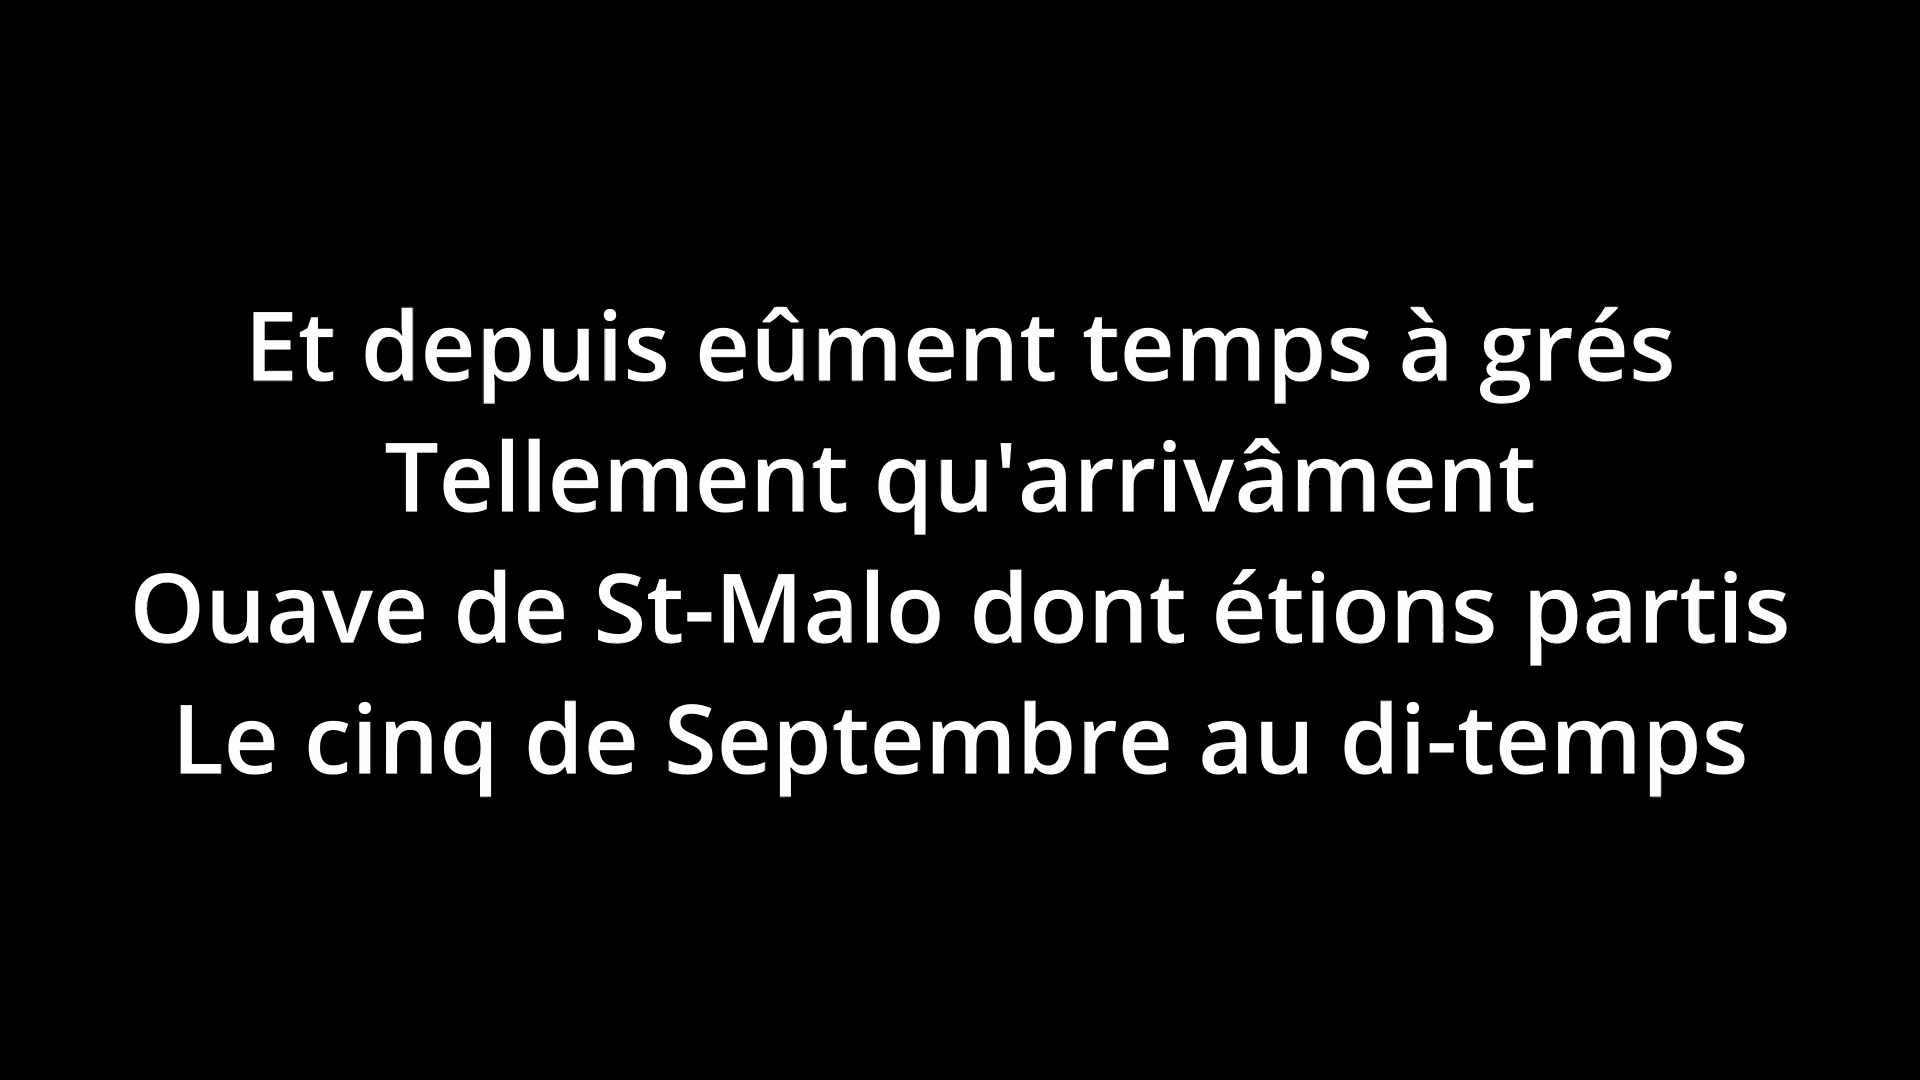 Et depuis eûment temps à grés
Tellement qu'arrivâment
Ouave de St-Malo dont étions partis
Le cinq de Septembre au di-temps